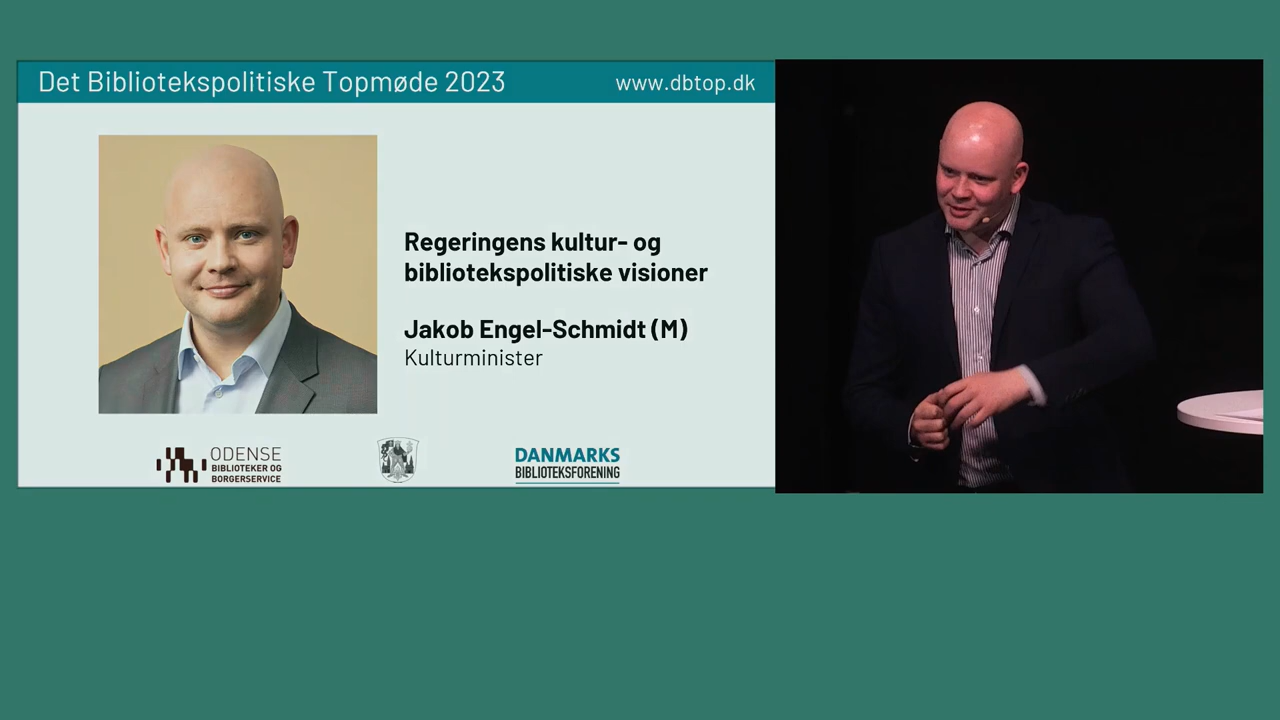 Det Bibliotekspolitiske Topmøde 2023
www.dbtop.dk
Regeringens kultur- og
bibliotekspolitiske visioner
Jakob Engel-Schmidt (M)
Kulturminister
ODENSE
BIBLIOTEKER OG
BORGERSERVICE
DANMARKS
BIBLIOTEKSFORENING